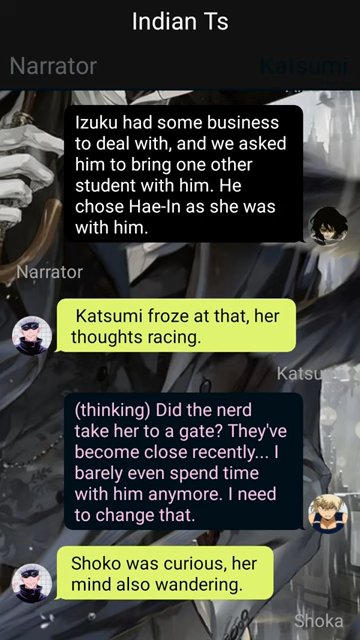 Indian Ts
Narrator
Katsumi
Izuku had some business
to deal with, and we asked
him to bring one other
student with him. He
chose Hae-In as she was
with him.
Narrator
Katsumi froze at that, her
thoughts racing.
Katsu
(thinking) Did the nerd
take her to a gate? They've
become close recently... I
barely even spend time
with him anymore. I need
to change that.
Shoko was curious, her
mind also wandering.
Shoka